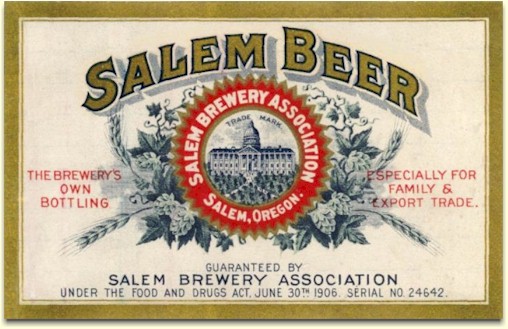 SALEM BEER
SALEM BREWERY ASSOCIATION
TRADE MARK.
SALEM, OREGON.
THE BREWERY'S
OWN
BOTTLING
ESPECIALLY FOR
FAMILY &
EXPORT TRADE.
GUARANTEED BY
SALEM BREWERY ASSOCIATION
UNDER THE FOOD AND DRUGS ACT, JUNE 30TH 1906. SERIAL NO. 24642.